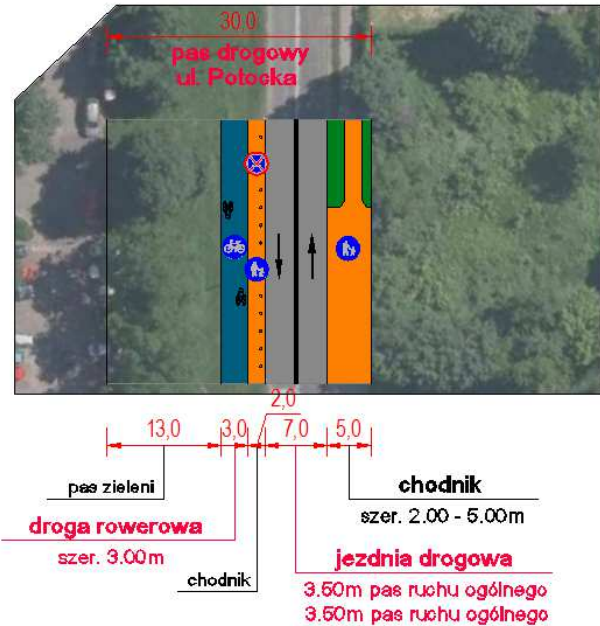 30,0
pas drogowy
ul. Potocka
2,0
13,0
3,0
7,0
5,0
pas zieleni
chodnik
szer. 2.00 - 5.00m
droga rowerowa
szer. 3.00m
chodnik
jezdnia drogowa
3.50m pas ruchu ogólnego
3.50m pas ruchu ogólnego